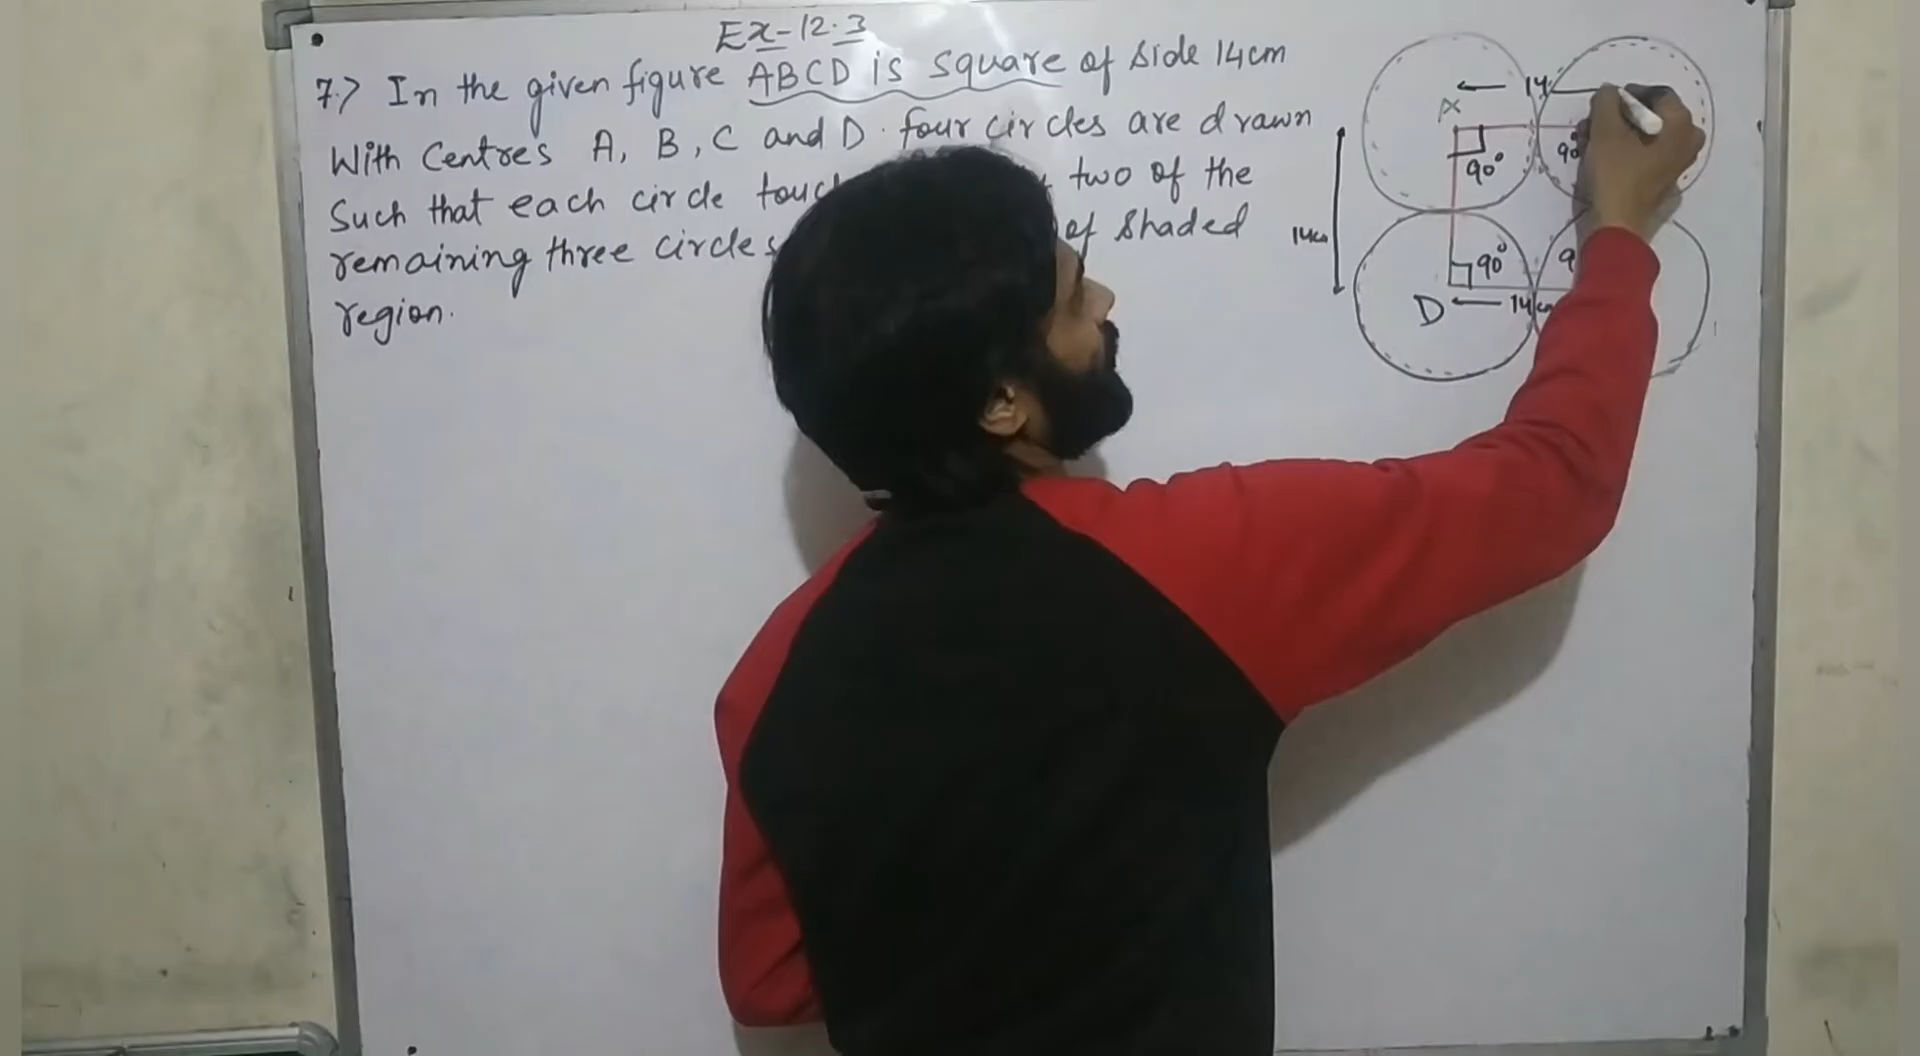 Ex-12.3
7.> In the given figure ABCD is square of side 14cm
With Centres A, B, C and D. four circles are drawn
Such that each circle two of the
remaining three circles of shaded
region.
14
A
90°
90
14cm
90°
9
D
14cm